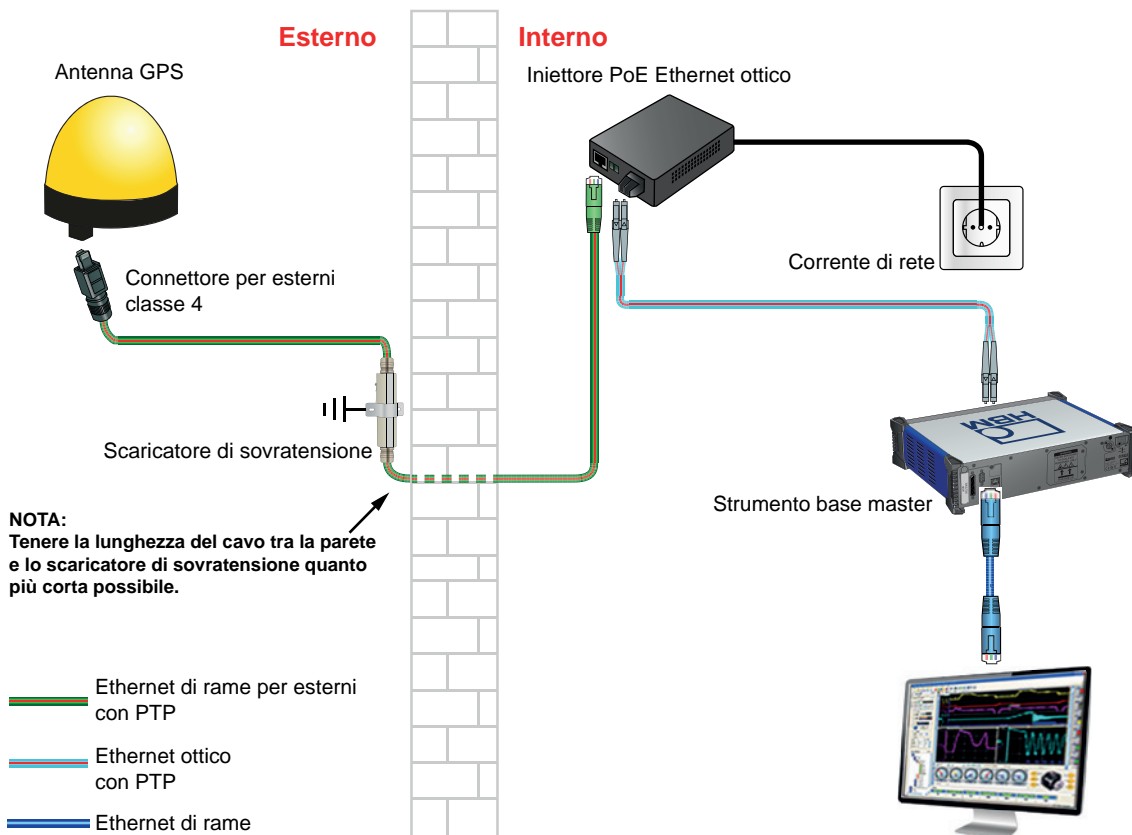 Esterno
Interno
Antenna GPS
Iniettore PoE Ethernet ottico
Connettore per esterni
classe 4
Corrente di rete
Scaricatore di sovratensione
HBM
Strumento base master
NOTA:
Tenere la lunghezza del cavo tra la parete
e lo scaricatore di sovratensione quanto
più corta possibile.
Ethernet di rame per esterni
con PTP
Ethernet ottico
con PTP
Ethernet di rame